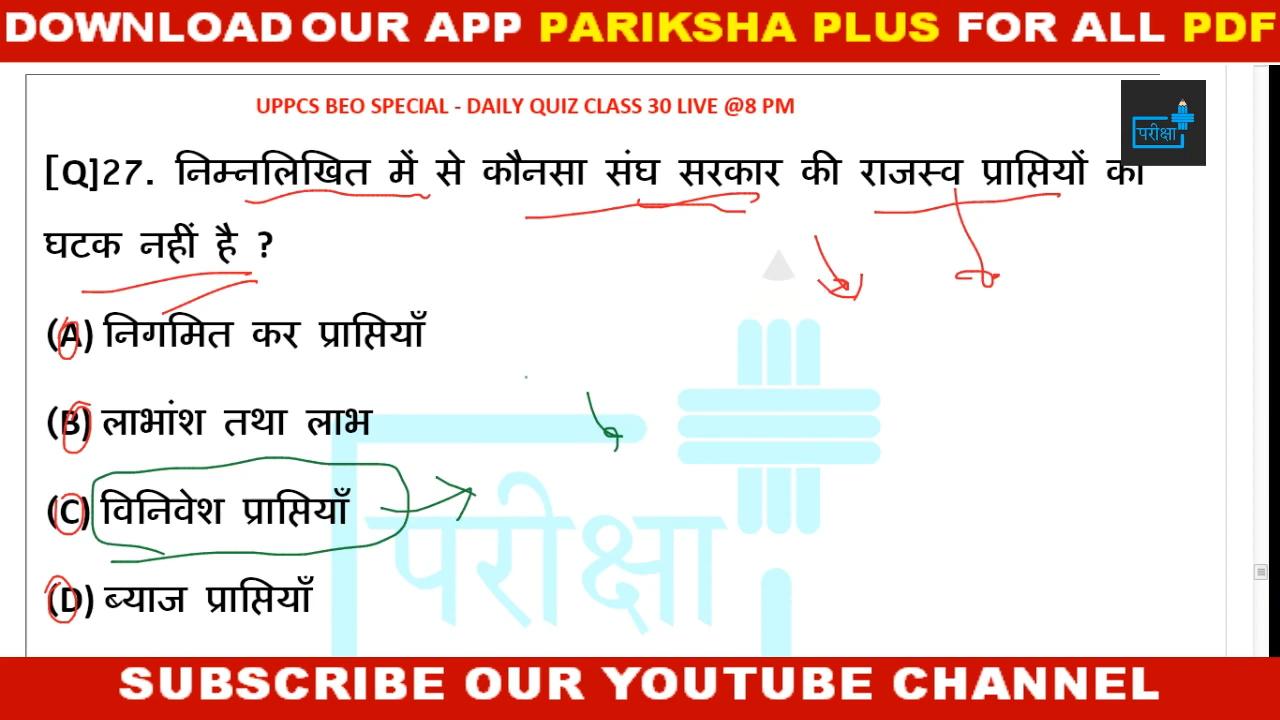 DOWNLOAD OUR APP PARIKSHA PLUS FOR ALL PDF
UPPCS BEO SPECIAL - DAILY QUIZ CLASS 30 LIVE @8 PM
परीक्षा
[Q]27. निम्नलिखित में से कौनसा संघ सरकार की राजस्व प्राप्तियों का
घटक नहीं है ?
(A) निगमित कर प्राप्तियाँ
(B) लाभांश तथा लाभ
(C) विनिवेश प्राप्तियाँ
परीक्षा
(D) ब्याज प्राप्तियाँ
SUBSCRIBE OUR YOUTUBE CHANNEL